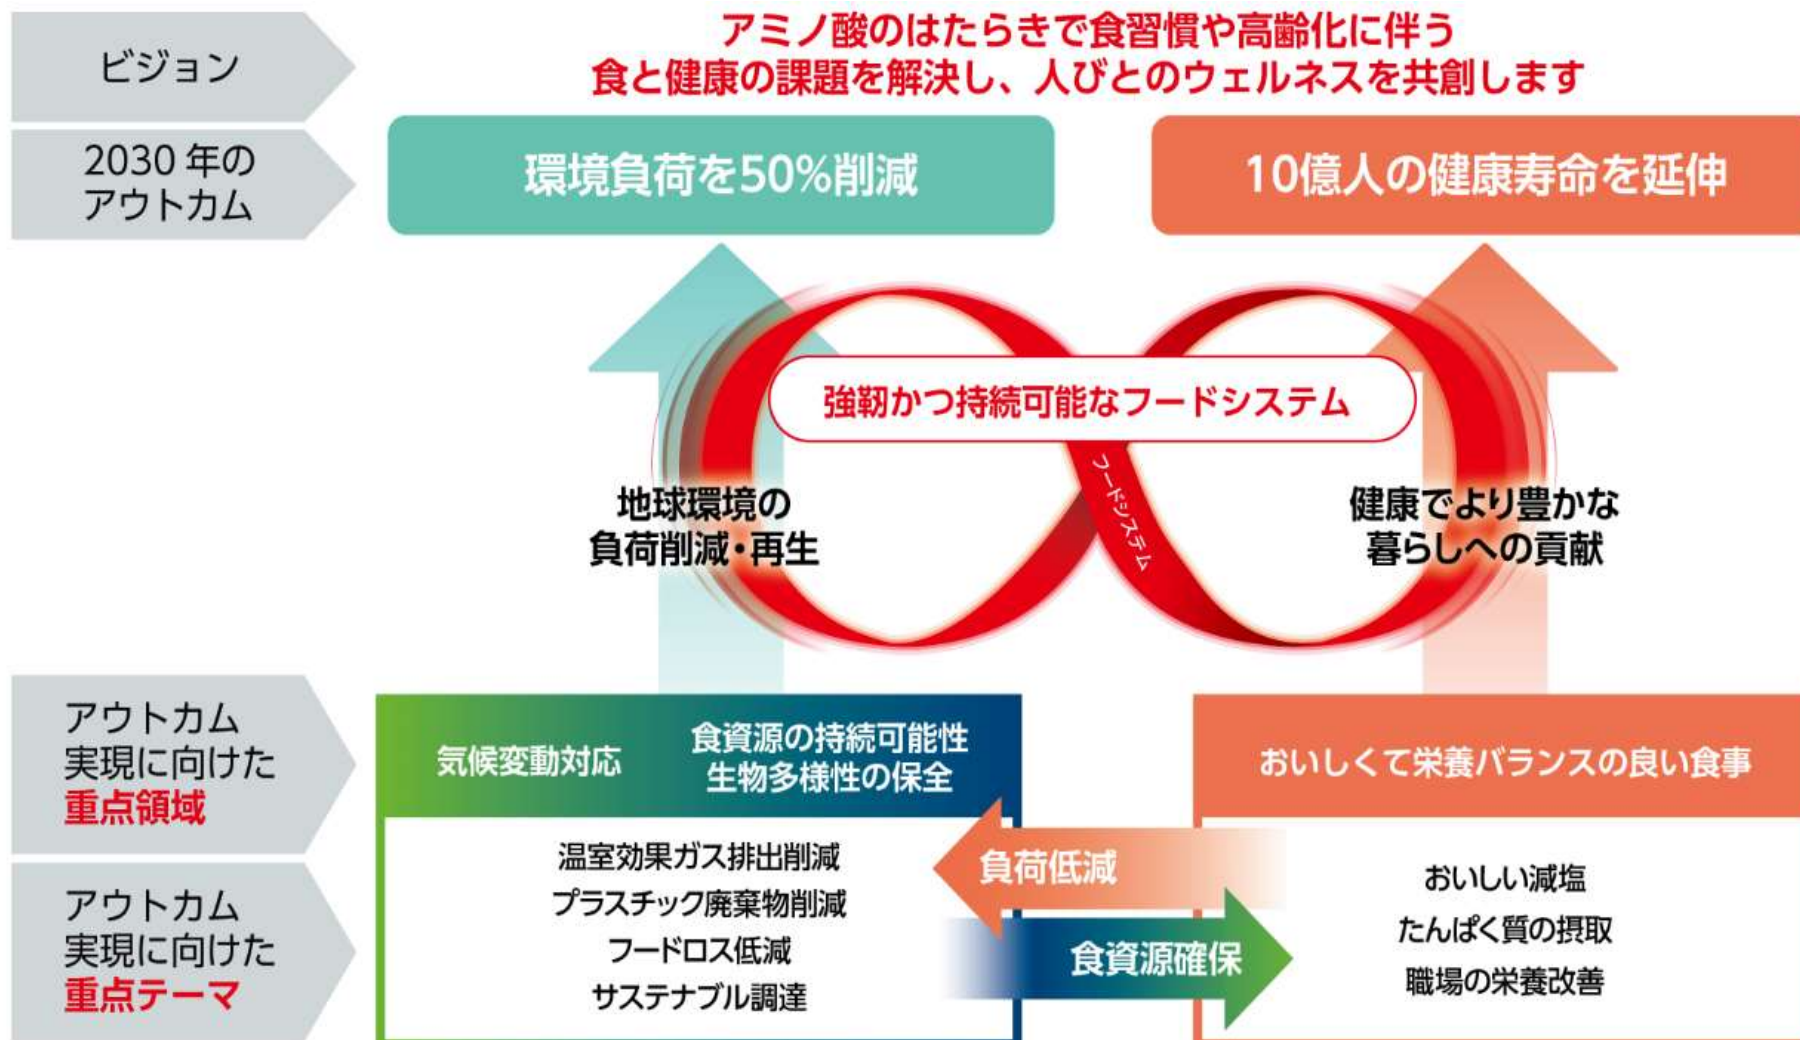 ビジョン
アミノ酸のはたらきで食習慣や高齢化に伴う
食と健康の課題を解決し、人びとのウェルネスを共創します
2030 年の
アウトカム
環境負荷を50%削減
10億人の健康寿命を延伸
強靭かつ持続可能なフードシステム
フードシステム
地球環境の
負荷削減・再生
健康でより豊かな
暮らしへの貢献
アウトカム
実現に向けた
重点領域
気候変動対応
食資源の持続可能性
生物多様性の保全
おいしくて栄養バランスの良い食事
アウトカム
実現に向けた
重点テーマ
温室効果ガス排出削減
プラスチック廃棄物削減
フードロス低減
サステナブル調達
負荷低減
食資源確保
おいしい減塩
たんぱく質の摂取
職場の栄養改善